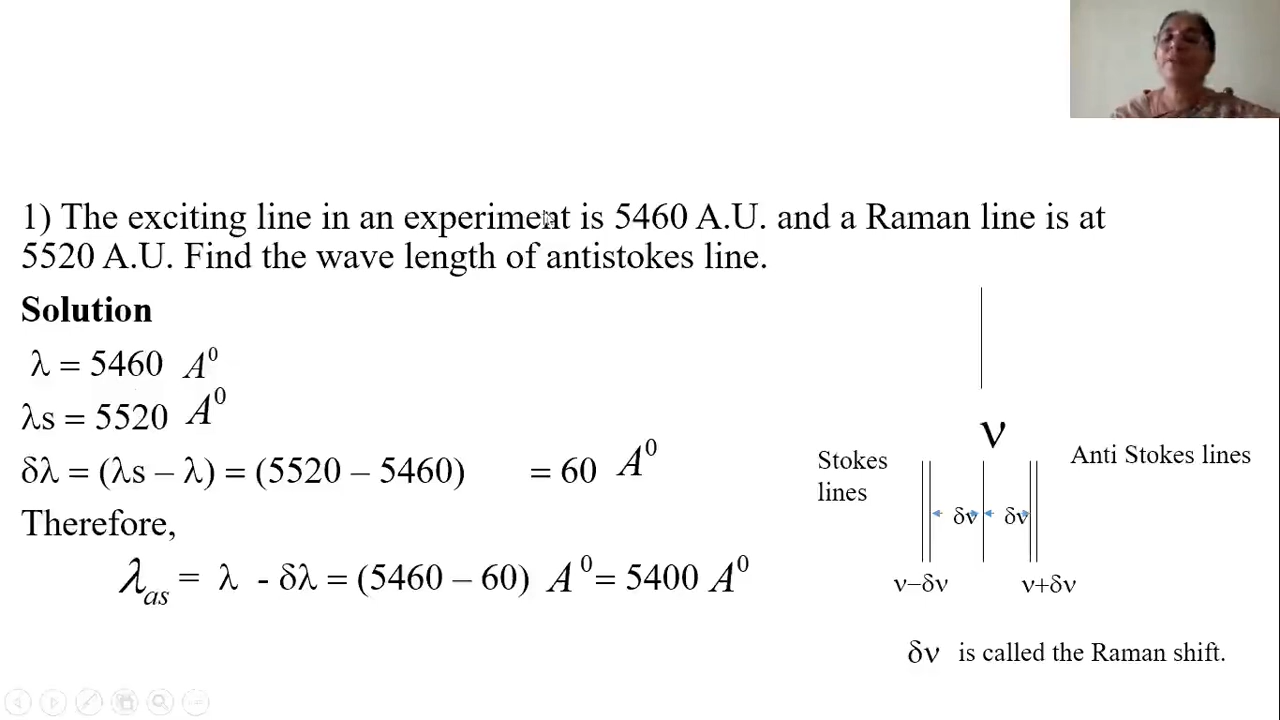 1) The exciting line in an experiment is 5460 A.U. and a Raman line is at
5520 A.U. Find the wave length of antistokes line.
Solution
λ = 5460 A⁰
λs = 5520 A⁰
δλ = (λs – λ) = (5520 – 5460) = 60 A⁰
Therefore,
λas = λ - δλ = (5460 – 60) A⁰ = 5400 A⁰
ν
Stokes
lines
Anti Stokes lines
δν δν
ν–δν ν+δν
δν is called the Raman shift.